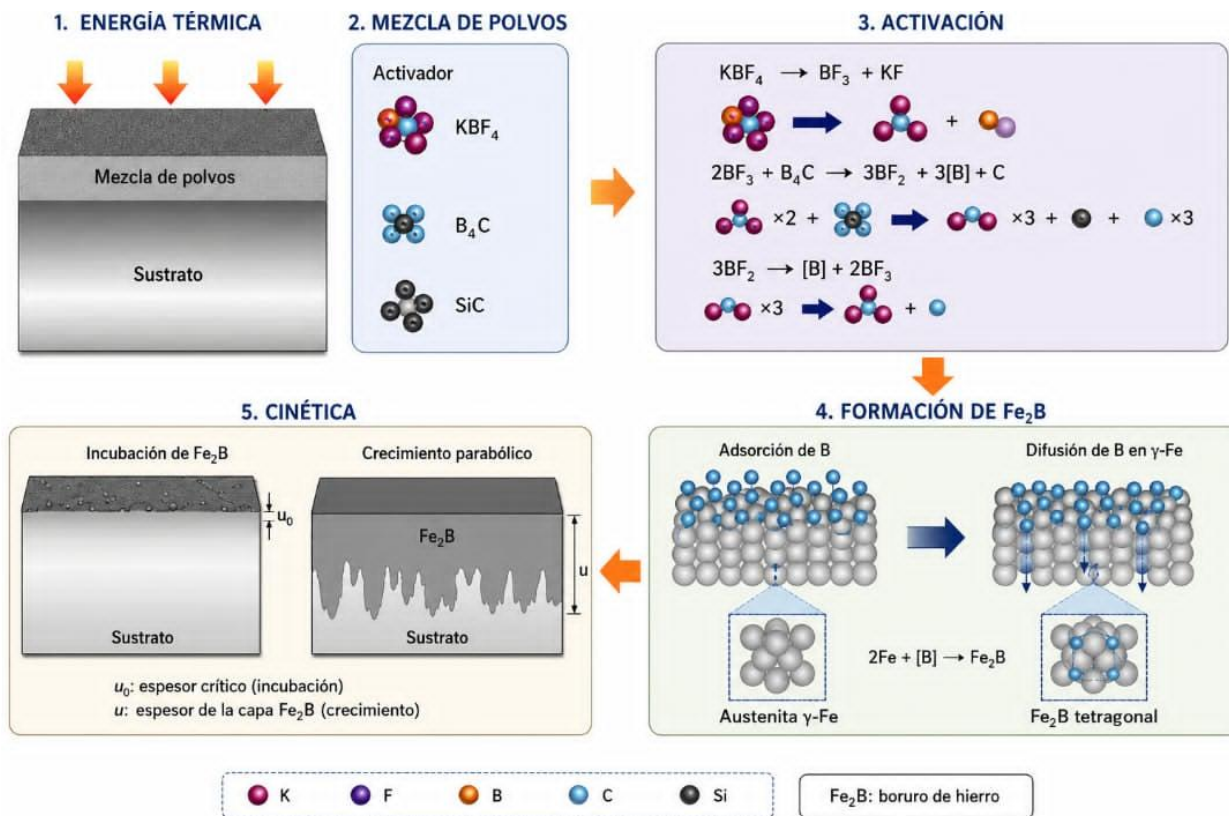 1. ENERGÍA TÉRMICA
Mezcla de polvos
Sustrato
2. MEZCLA DE POLVOS
Activador
KBF₄
B₄C
SiC
3. ACTIVACIÓN
KBF₄ → BF₃ + KF
+
2BF₃ + B₄C → 3BF₂ + 3[B] + C
×2 + ×3 + + ×3
3BF₂ → [B] + 2BF₃
×3 +
4. FORMACIÓN DE Fe₂B
Adsorción de B
Difusión de B en γ-Fe
2Fe + [B] → Fe₂B
Austenita γ-Fe
Fe₂B tetragonal
5. CINÉTICA
Incubación de Fe₂B
u₀
Sustrato
Crecimiento parabólico
Fe₂B
u
Sustrato
u₀: espesor crítico (incubación)
u: espesor de la capa Fe₂B (crecimiento)
K F B C Si
Fe₂B: boruro de hierro